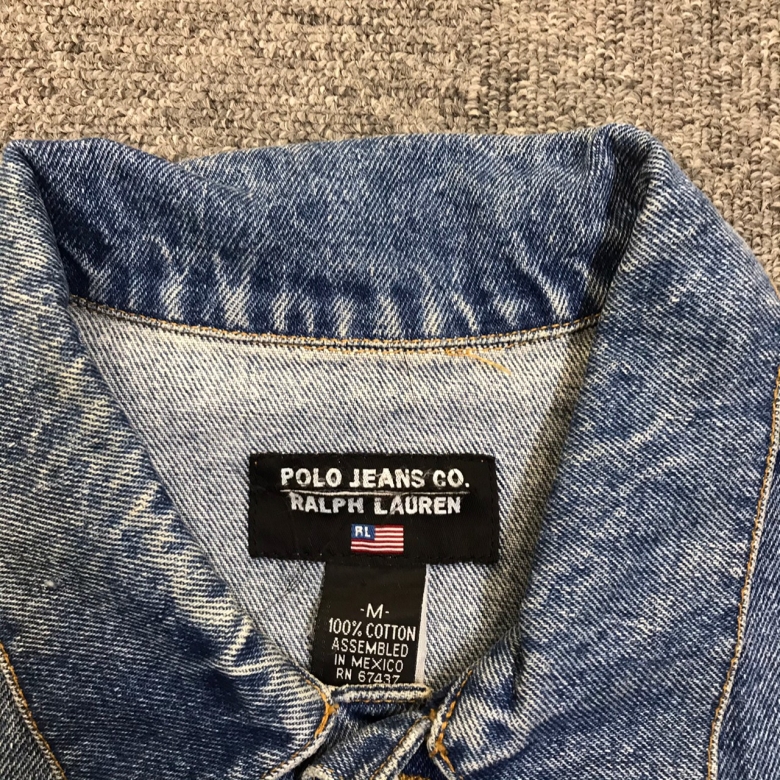 POLO JEANS CO.
RALPH LAUREN
RL
-M-
100% COTTON
ASSEMBLED
IN MEXICO
RN 67437